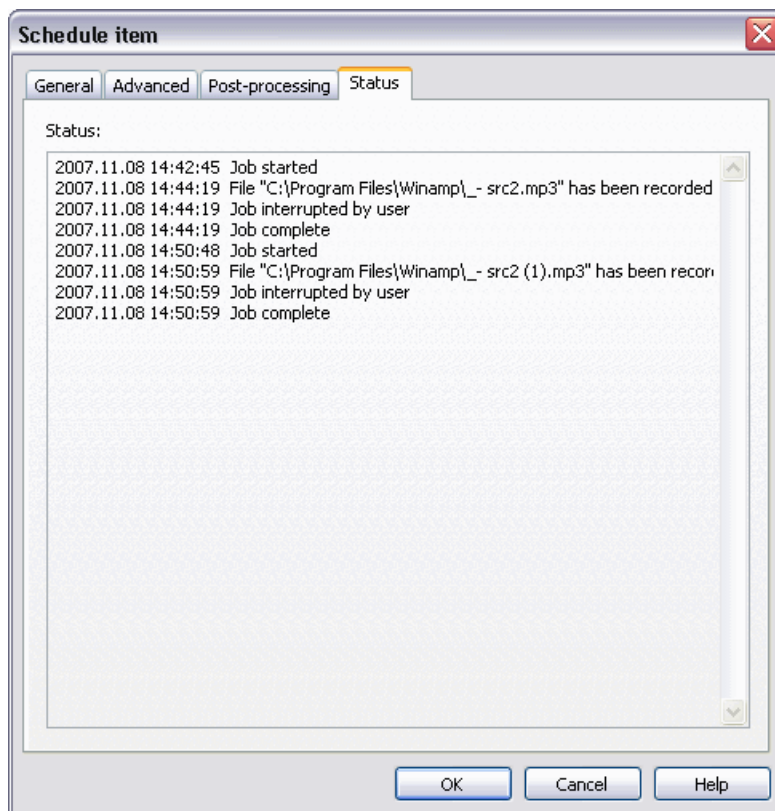 Schedule item
General Advanced Post-processing Status
Status:
2007.11.08 14:42:45 Job started
2007.11.08 14:44:19 File "C:\Program Files\Winamp\_- src2.mp3" has been recorded
2007.11.08 14:44:19 Job interrupted by user
2007.11.08 14:44:19 Job complete
2007.11.08 14:50:48 Job started
2007.11.08 14:50:59 File "C:\Program Files\Winamp\_- src2 (1).mp3" has been recor
2007.11.08 14:50:59 Job interrupted by user
2007.11.08 14:50:59 Job complete
OK Cancel Help